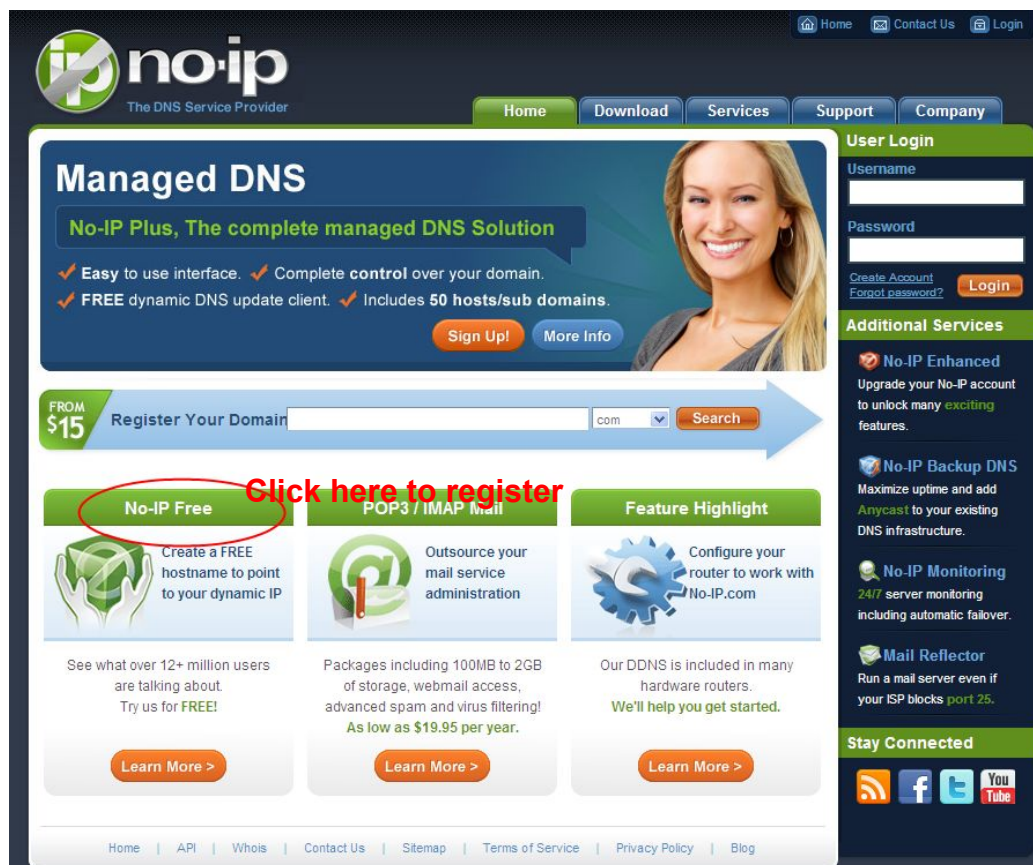 Home Contact Us Login
ip no·ip
The DNS Service Provider
Home Download Services Support Company
Managed DNS
No-IP Plus, The complete managed DNS Solution
Easy to use interface. Complete control over your domain.
FREE dynamic DNS update client. Includes 50 hosts/sub domains.
Sign Up! More Info
FROM
$15
Register Your Domain com Search
Click here to register
No-IP Free
Create a FREE
hostname to point
to your dynamic IP
See what over 12+ million users
are talking about.
Try us for FREE!
Learn More >
POP3 / IMAP Mail
Outsource your
mail service
administration
Packages including 100MB to 2GB
of storage, webmail access,
advanced spam and virus filtering!
As low as $19.95 per year.
Learn More >
Feature Highlight
Configure your
router to work with
No-IP.com
Our DDNS is included in many
hardware routers.
We'll help you get started.
Learn More >
User Login
Username
Password
Create Account
Forgot password?
Login
Additional Services
No-IP Enhanced
Upgrade your No-IP account
to unlock many exciting
features.
No-IP Backup DNS
Maximize uptime and add
Anycast to your existing
DNS infrastructure.
No-IP Monitoring
24/7 server monitoring
including automatic failover.
Mail Reflector
Run a mail server even if
your ISP blocks port 25.
Stay Connected
f t You Tube
Home | API | Whois | Contact Us | Sitemap | Terms of Service | Privacy Policy | Blog